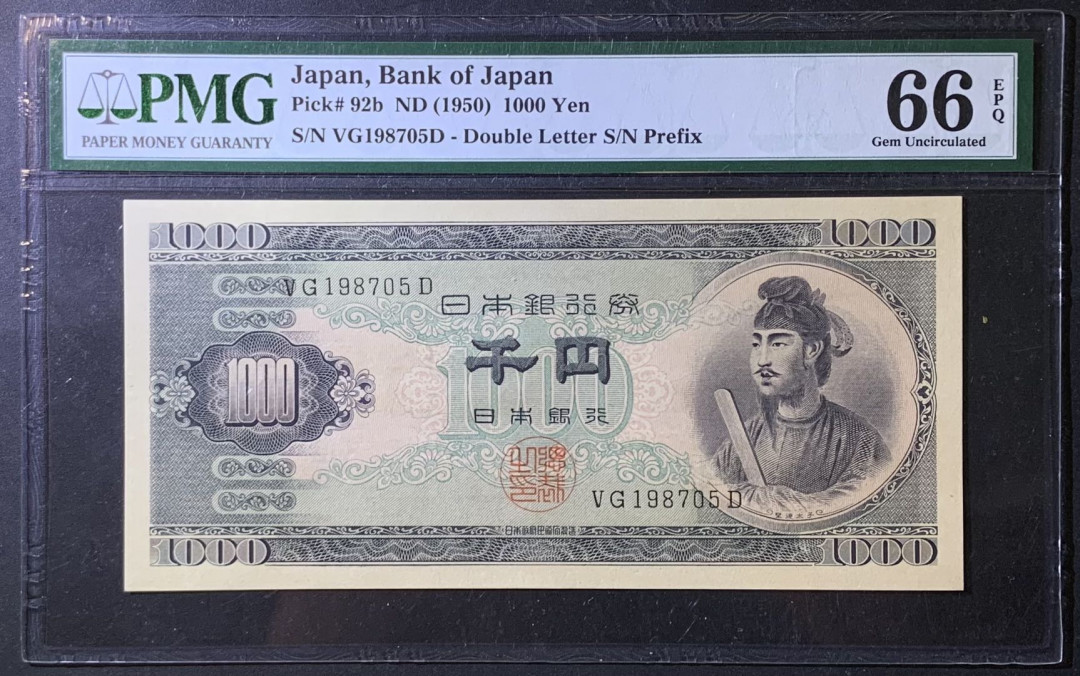 PMG
PAPER MONEY GUARANTY
Japan, Bank of Japan
Pick# 92b ND (1950) 1000 Yen
S/N VG198705D - Double Letter S/N Prefix
66
EPQ
Gem Uncirculated
1000 1000
VG198705D
日本銀行券
千円
1000
1000
日本銀行
VG198705D
1000 1000